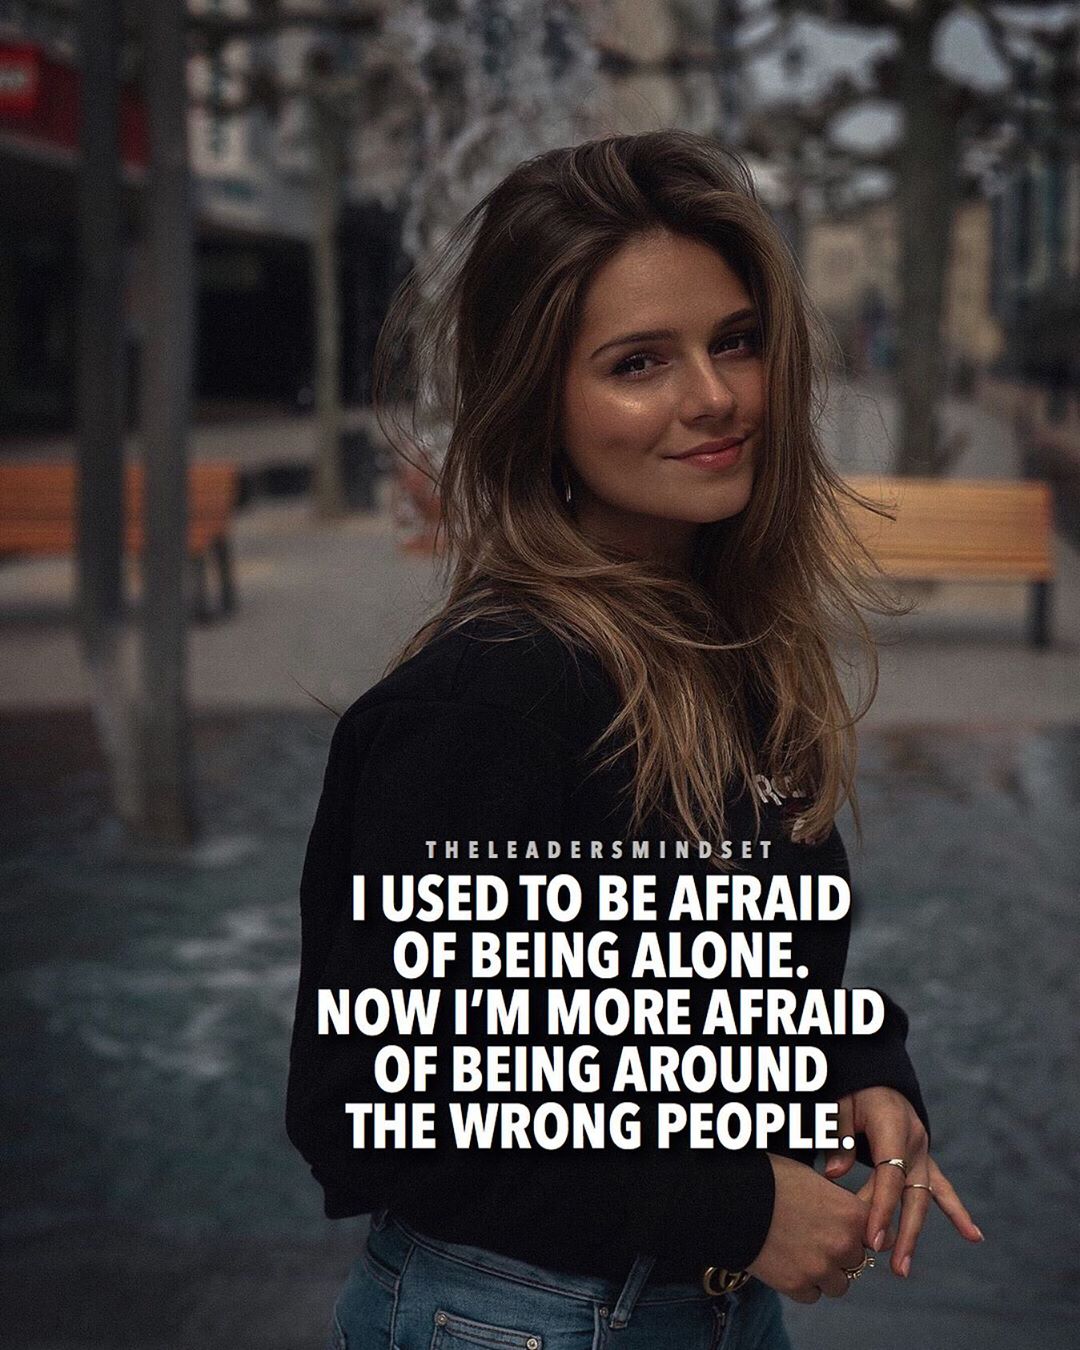 THELEADERSMINDSET
I USED TO BE AFRAID
OF BEING ALONE.
NOW I'M MORE AFRAID
OF BEING AROUND
THE WRONG PEOPLE.